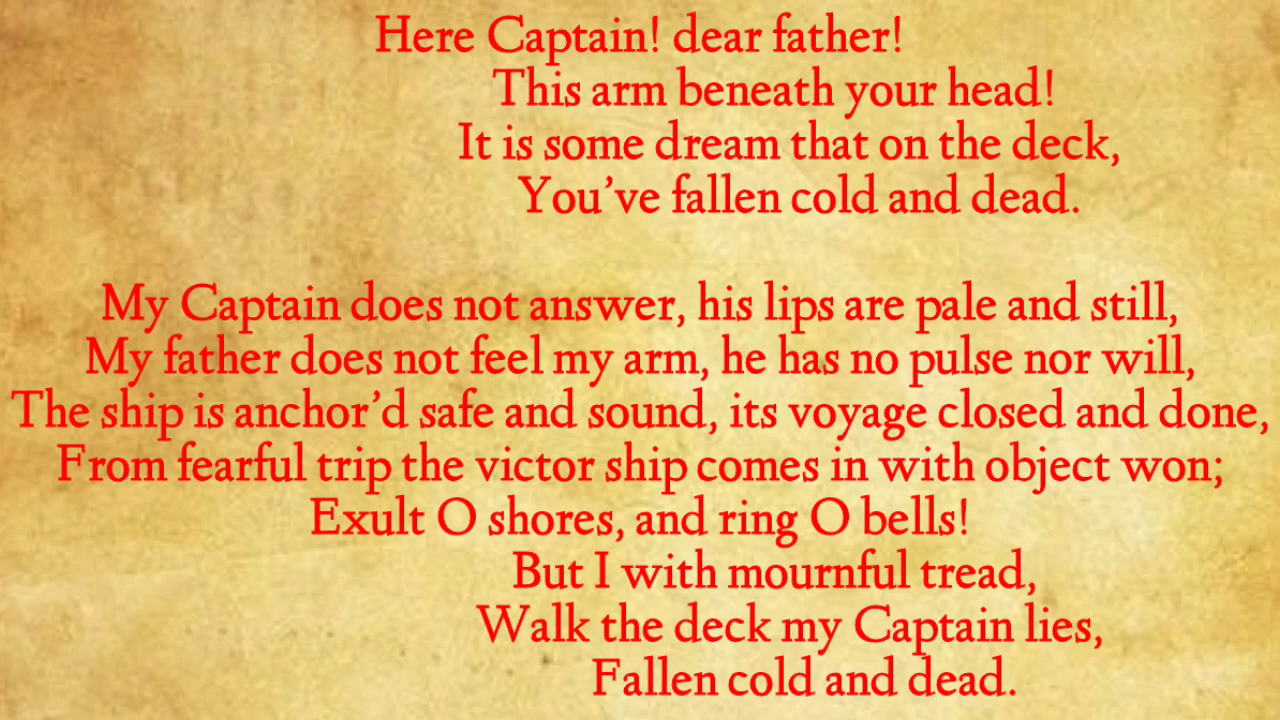 Here Captain! dear father!
This arm beneath your head!
It is some dream that on the deck,
You’ve fallen cold and dead.
My Captain does not answer, his lips are pale and still,
My father does not feel my arm, he has no pulse nor will,
The ship is anchor’d safe and sound, its voyage closed and done,
From fearful trip the victor ship comes in with object won;
Exult O shores, and ring O bells!
But I with mournful tread,
Walk the deck my Captain lies,
Fallen cold and dead.